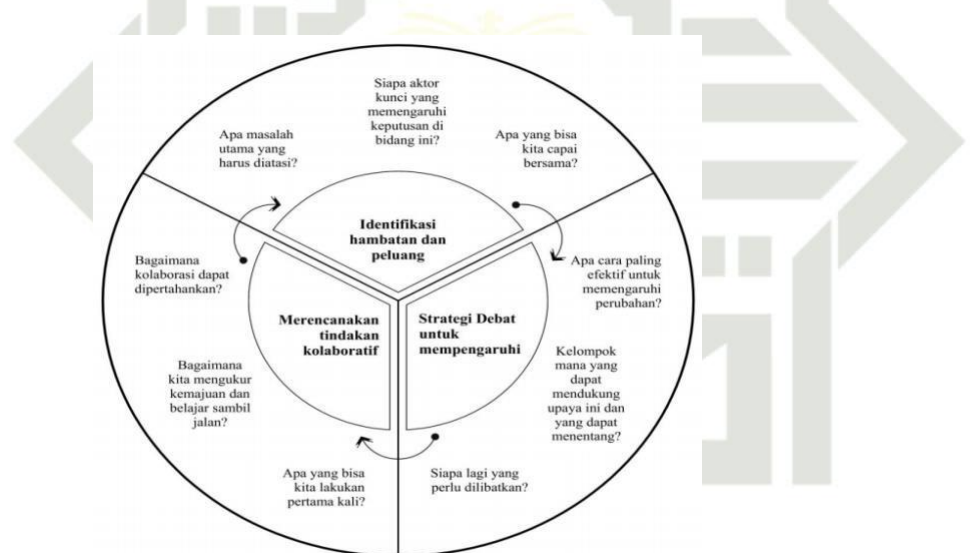 Siapa aktor
kunci yang
memengaruhi
keputusan di
bidang ini?
Apa masalah
utama yang
harus diatasi?
Apa yang bisa
kita capai
bersama?
Identifikasi
hambatan dan
peluang
Bagaimana
kolaborasi dapat
dipertahankan?
Apa cara paling
efektif untuk
memengaruhi
perubahan?
Merencanakan
tindakan
kolaboratif
Strategi Debat
untuk
mempengaruhi
Bagaimana
kita mengukur
kemajuan dan
belajar sambil
jalan?
Kelompok
mana yang
dapat
mendukung
upaya ini dan
yang dapat
menentang?
Apa yang bisa
kita lakukan
pertama kali?
Siapa lagi yang
perlu dilibatkan?